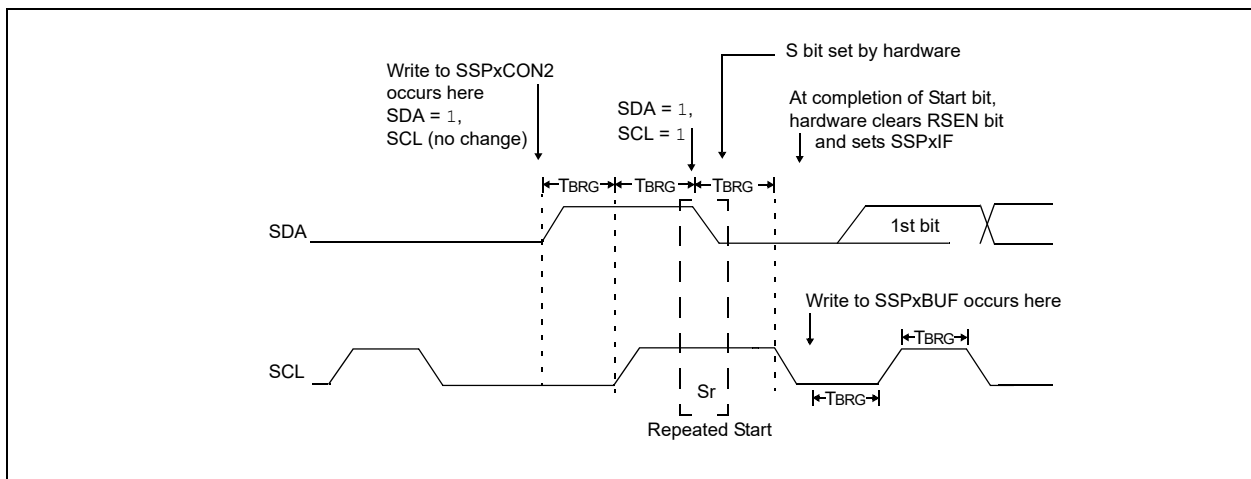 S bit set by hardware
Write to SSPxCON2
occurs here
SDA = 1,
SCL (no change)
SDA = 1,
SCL = 1
At completion of Start bit,
hardware clears RSEN bit
and sets SSPxIF
TBRG
TBRG
TBRG
SDA
1st bit
Write to SSPxBUF occurs here
TBRG
SCL
Sr
TBRG
Repeated Start